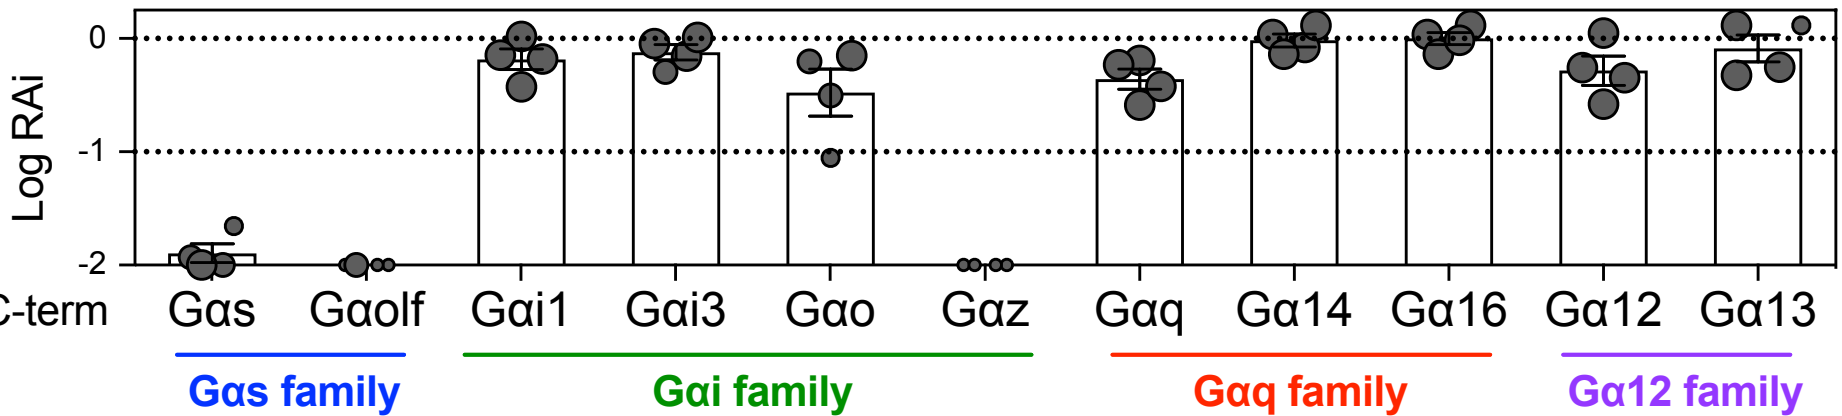 Log RAi
0
-1
-2
C-term Gαs Gαolf Gαi1 Gαi3 Gαo Gαz Gαq Gα14 Gα16 Gα12 Gα13
Gαs family Gαi family Gαq family Gα12 family